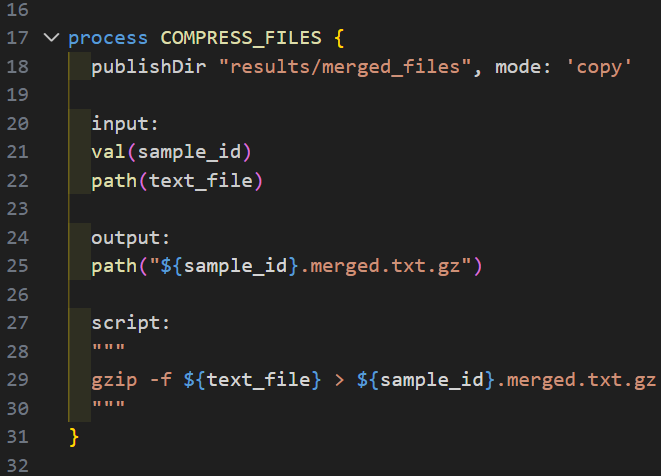 16
17 process COMPRESS_FILES {
18 publishDir "results/merged_files", mode: 'copy'
19
20 input:
21 val(sample_id)
22 path(text_file)
23
24 output:
25 path("${sample_id}.merged.txt.gz")
26
27 script:
28 """
29 gzip -f ${text_file} > ${sample_id}.merged.txt.gz
30 """
31 }
32